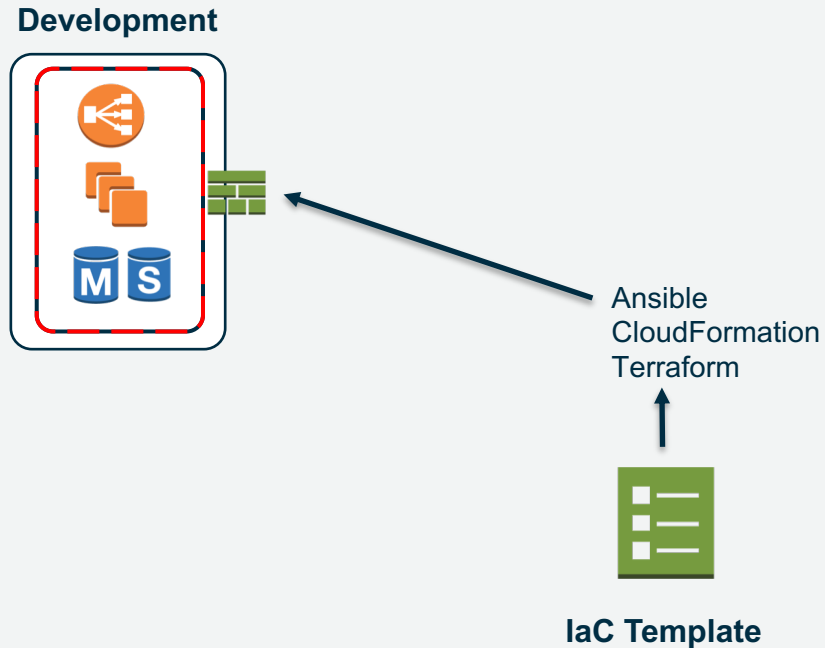 Development
M S
Ansible
CloudFormation
Terraform
IaC Template